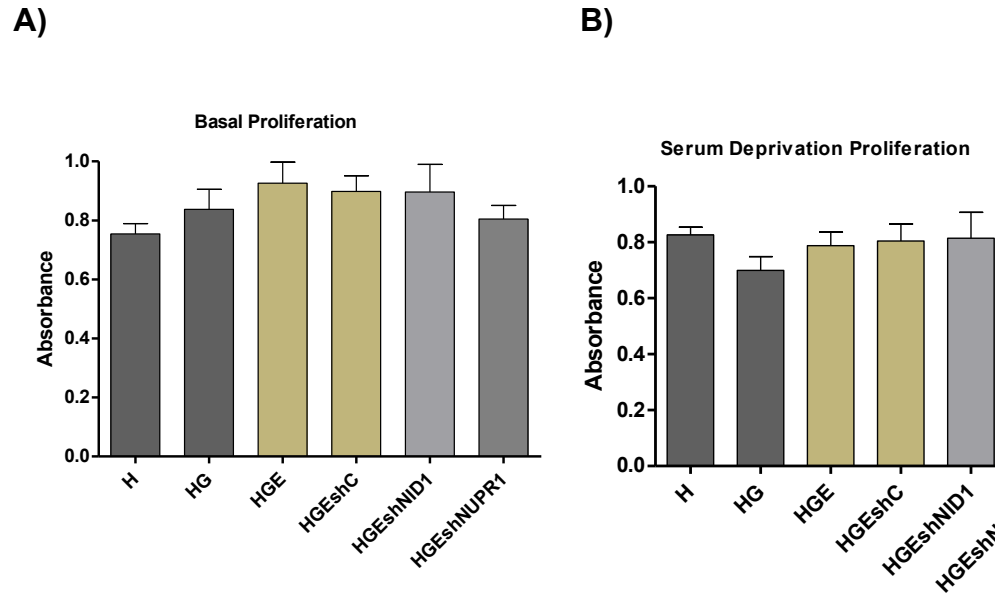 A)
Basal Proliferation
Absorbance
1.0
0.8
0.6
0.4
0.2
0.0
H
HG
HGE
HGEshC
HGEshNID1
HGEshNUPR1
B)
Serum Deprivation Proliferation
Absorbance
1.0
0.8
0.6
0.4
0.2
0.0
H
HG
HGE
HGEshC
HGEshNID1
HGEshN